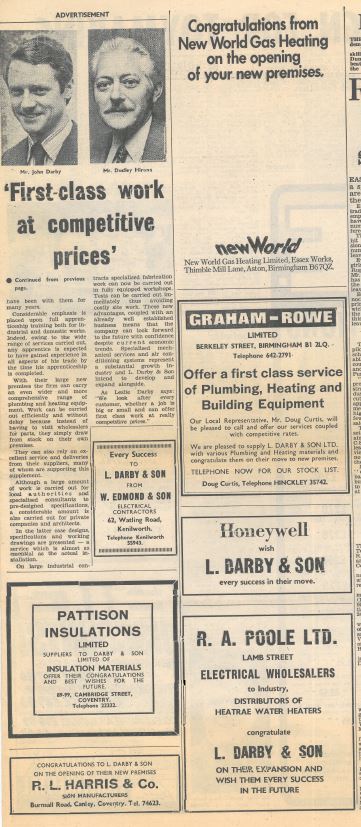 ADVERTISEMENT
Mr. John Darby
Mr. Dudley Hirons
'First-class work
at competitive
prices'
● Continued from previous
page.
have been with them for
many years.
Considerable emphasis is
placed upon full appren-
ticeship training both for in-
dustrial and domestic works.
Indeed, owing to the wide
range of services carried out,
any apprentice is expected
to have gained experience in
all aspects of his trade by
the time his apprenticeship
is completed.
With their large new
premises the firm can carry
an even wider and more
comprehensive range of
plumbing and heating equip-
ment. Work can be carried
out efficiently and without
delay because instead of
having to visit wholesalers
for parts, they can take them
from stock on their own
premises.
They can also rely on ex-
cellent service and deliveries
from their suppliers, many
of whom are supporting this
supplement.
Although a large amount
of work is carried out for
local authorities and
specialised consultants to
pre-designed specifications,
a considerable amount is
also carried out for private
companies and architects.
In the latter case designs,
specifications and working
drawings are presented — a
service which is almost as
essential as the actual in-
stallation.
On large industrial con-
tracts specialised fabrication
work can now be carried out
in fully equipped workshops.
Tests can be carried out im-
mediately thus avoiding
costly site work. These new
advantages, coupled with an
already well established
business means that the
company can look forward
to the future with confidence
despite current economic
stress. Specialised mech-
anical services and air con-
ditioning systems represent
a substantial growth in-
dustry and L. Darby & Son
intend to develop and
expand alongside.
As Leslie Darby says:
"We look after every
customer, whether a job is
big or small and can offer
first class work at really
competitive prices."
Every Success
TO
L. DARBY & SON
FROM
W. EDMOND & SON
ELECTRICAL
CONTRACTORS
62, Watling Road,
Kenilworth.
Telephone Kenilworth
55943.
PATTISON
INSULATIONS
LIMITED
SUPPLIERS TO DARBY & SON
LIMITED OF
INSULATION MATERIALS
OFFER THEIR CONGRATULATIONS
AND BEST WISHES FOR THE
FUTURE.
89-99, CAMBRIDGE STREET,
COVENTRY.
Telephone 22332.
CONGRATULATIONS TO L. DARBY & SON
ON THE OPENING OF THEIR NEW PREMISES
R. L. HARRIS & Co.
SIGN MANUFACTURERS
Burmall Road, Canley, Coventry. Tel. 74623.
Congratulations from
New World Gas Heating
on the opening
of your new premises.
newWorld
New World Gas Heating Limited, Essex Works,
Thimble Mill Lane, Aston, Birmingham B6 7QZ.
GRAHAM - ROWE
LIMITED
BERKELEY STREET, BIRMINGHAM B1 2LQ. -
Telephone 642-2791.
Offer a first class service
of Plumbing, Heating and
Building Equipment
Our Local Representative, Mr. Doug Curtis, will
be pleased to call and offer our services coupled
with competitive rates.
We are pleased to supply L. DARBY & SON LTD.
with various Plumbing and Heating materials and
congratulate them on their move to new premises.
TELEPHONE NOW FOR OUR STOCK LIST.
Doug Curtis, Telephone HINCKLEY 35742.
Honeywell
wish
L. DARBY & SON
every success in their move.
R. A. POOLE LTD.
LAMB STREET
ELECTRICAL WHOLESALERS
to Industry,
DISTRIBUTORS OF
HEATRAE WATER HEATERS
congratulate
L. DARBY & SON
ON THEIR EXPANSION AND
WISH THEM EVERY SUCCESS
IN THE FUTURE